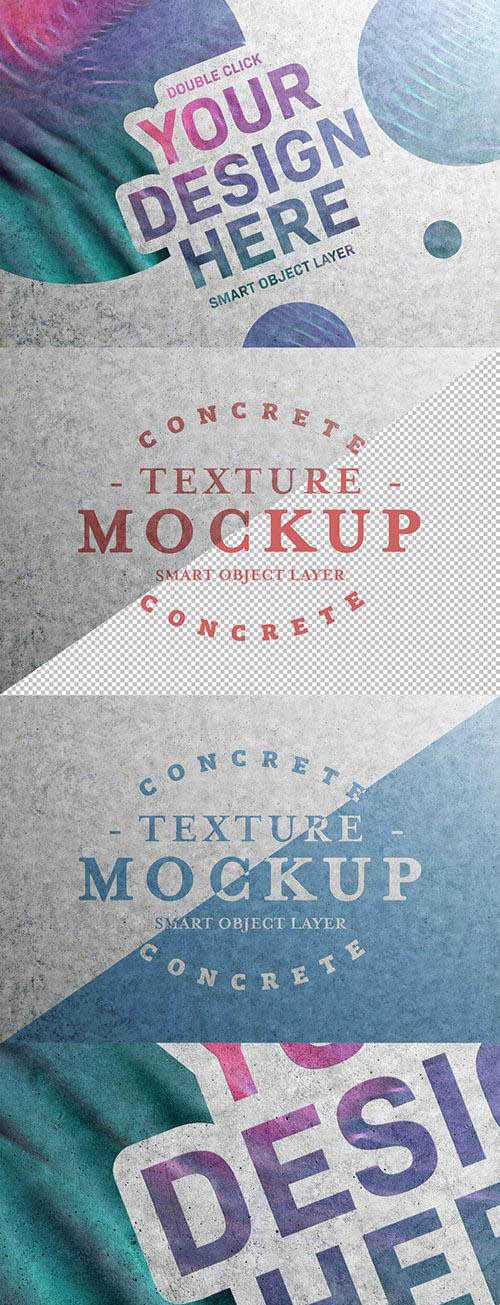 DOUBLE CLICK
YOUR
DESIGN
HERE
SMART OBJECT LAYER
CONCRETE
- TEXTURE -
MOCKUP
SMART OBJECT LAYER
CONCRETE
CONCRETE
- TEXTURE -
MOCKUP
SMART OBJECT LAYER
CONCRETE
YO
DESI
HER